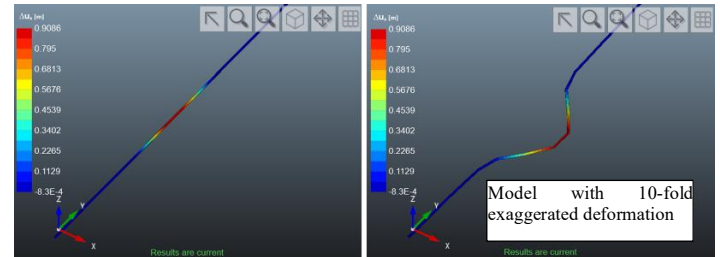 Δuₓ [m]
0.9086
0.795
0.6813
0.5676
0.4539
0.3402
0.2265
0.1129
-8.3E-4
Z
Y
X
Results are current
Δuₓ [m]
0.9086
0.795
0.6813
0.5676
0.4539
0.3402
0.2265
0.1129
-8.3E-4
Z
Y
X
Results are current
Model with 10-fold
exaggerated deformation